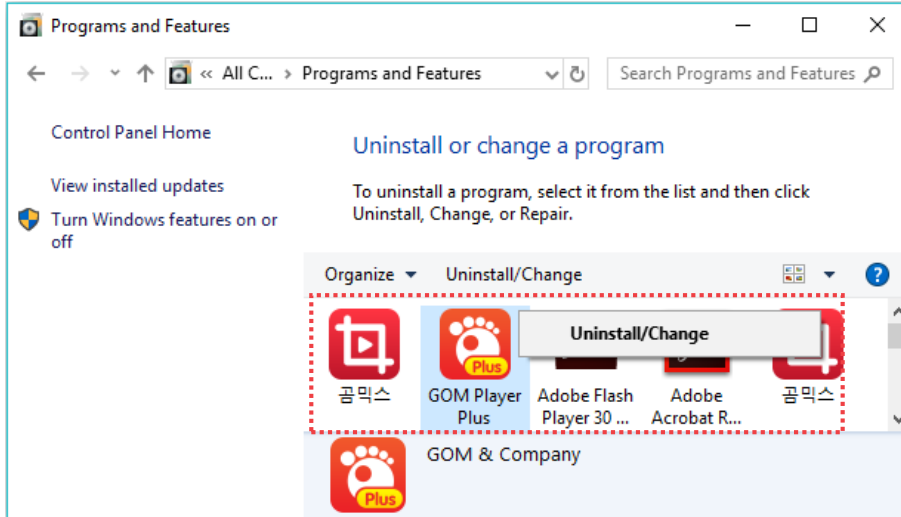 Programs and Features
« All C... > Programs and Features
Search Programs and Features
Control Panel Home
View installed updates
Turn Windows features on or
off
Uninstall or change a program
To uninstall a program, select it from the list and then click
Uninstall, Change, or Repair.
Organize
Uninstall/Change
Uninstall/Change
Plus
곰믹스
GOM Player
Plus
Adobe Flash
Player 30 ...
Adobe
Acrobat R...
곰믹스
GOM & Company
Plus